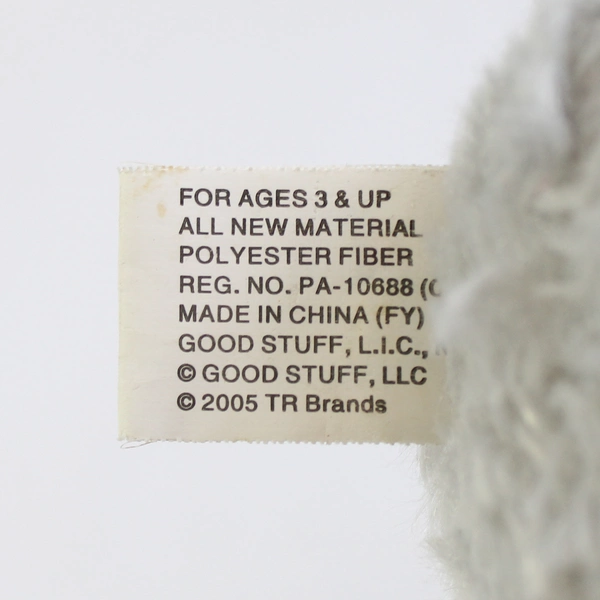 FOR AGES 3 & UP
ALL NEW MATERIAL
POLYESTER FIBER
REG. NO. PA-10688
MADE IN CHINA (FY)
GOOD STUFF, L.I.C.,
© GOOD STUFF, LLC
© 2005 TR Brands